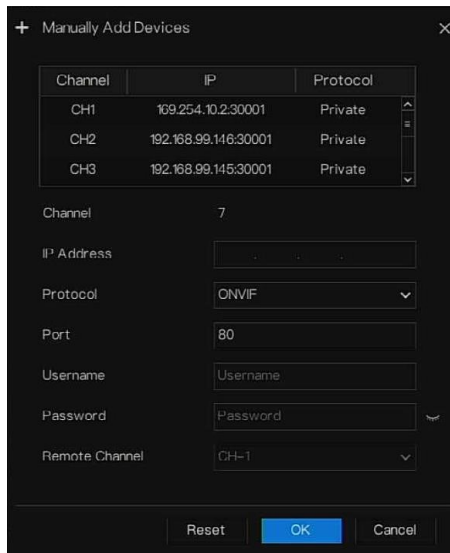 + Manually Add Devices ×
Channel IP Protocol
CH1 169.254.10.2:30001 Private
CH2 192.168.99.146:30001 Private
CH3 192.168.99.145:30001 Private
Channel 7
IP Address . . .
Protocol ONVIF
Port 80
Username Username
Password Password
Remote Channel CH-1
Reset OK Cancel